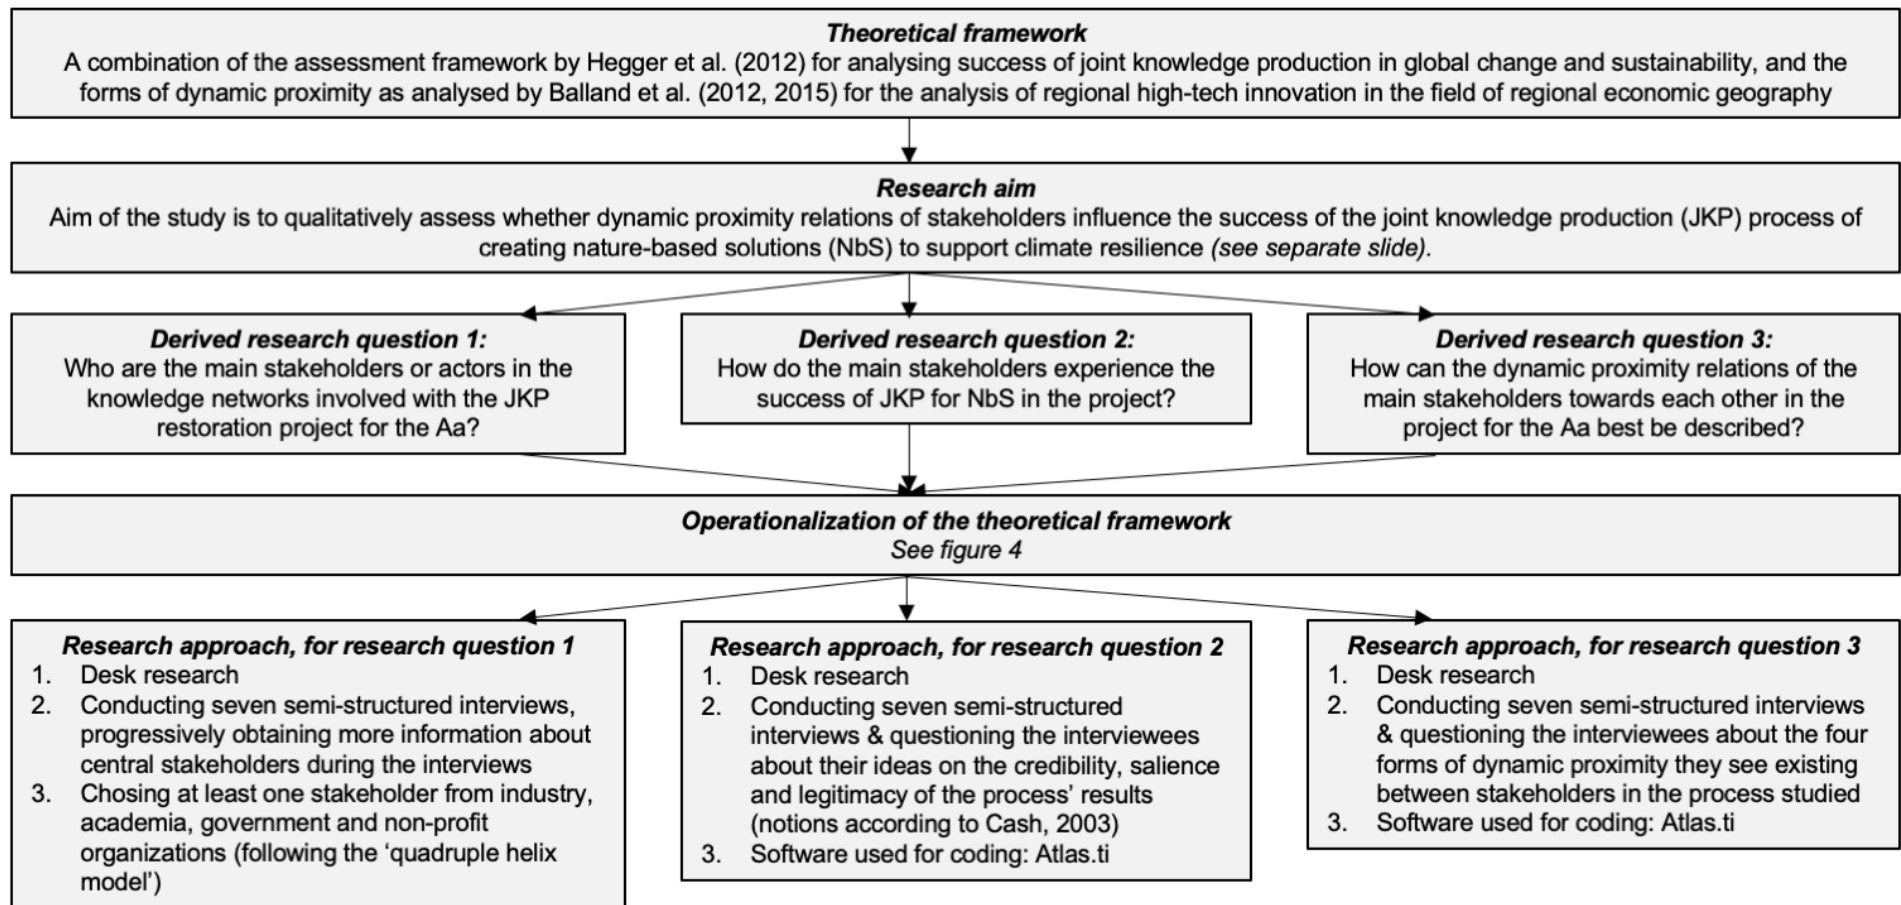 Theoretical framework
A combination of the assessment framework by Hegger et al. (2012) for analysing success of joint knowledge production in global change and sustainability, and the
forms of dynamic proximity as analysed by Balland et al. (2012, 2015) for the analysis of regional high-tech innovation in the field of regional economic geography
Research aim
Aim of the study is to qualitatively assess whether dynamic proximity relations of stakeholders influence the success of the joint knowledge production (JKP) process of
creating nature-based solutions (NbS) to support climate resilience (see separate slide).
Derived research question 1:
Who are the main stakeholders or actors in the
knowledge networks involved with the JKP
restoration project for the Aa?
Derived research question 2:
How do the main stakeholders experience the
success of JKP for NbS in the project?
Derived research question 3:
How can the dynamic proximity relations of the
main stakeholders towards each other in the
project for the Aa best be described?
Operationalization of the theoretical framework
See figure 4
Research approach, for research question 1
1. Desk research
2. Conducting seven semi-structured interviews,
progressively obtaining more information about
central stakeholders during the interviews
3. Chosing at least one stakeholder from industry,
academia, government and non-profit
organizations (following the ‘quadruple helix
model’)
Research approach, for research question 2
1. Desk research
2. Conducting seven semi-structured
interviews & questioning the interviewees
about their ideas on the credibility, salience
and legitimacy of the process’ results
(notions according to Cash, 2003)
3. Software used for coding: Atlas.ti
Research approach, for research question 3
1. Desk research
2. Conducting seven semi-structured interviews
& questioning the interviewees about the four
forms of dynamic proximity they see existing
between stakeholders in the process studied
3. Software used for coding: Atlas.ti